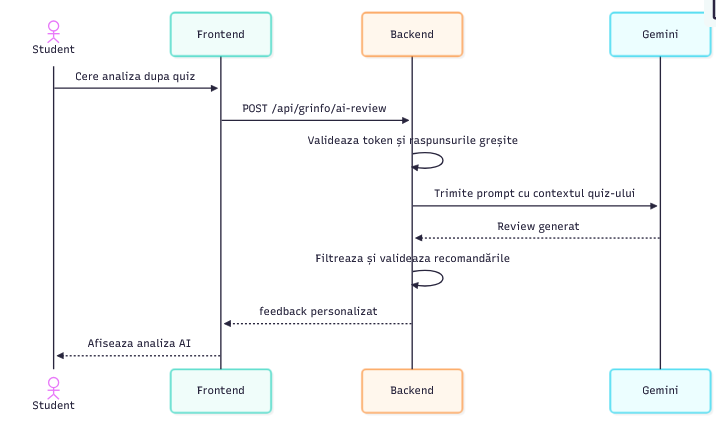 Student
Frontend
Backend
Gemini
Cere analiza dupa quiz
POST /api/grinfo/ai-review
Valideaza token și raspunsurile greșite
Trimite prompt cu contextul quiz-ului
Review generat
Filtreaza și valideaza recomandările
feedback personalizat
Afiseaza analiza AI
Student
Frontend
Backend
Gemini